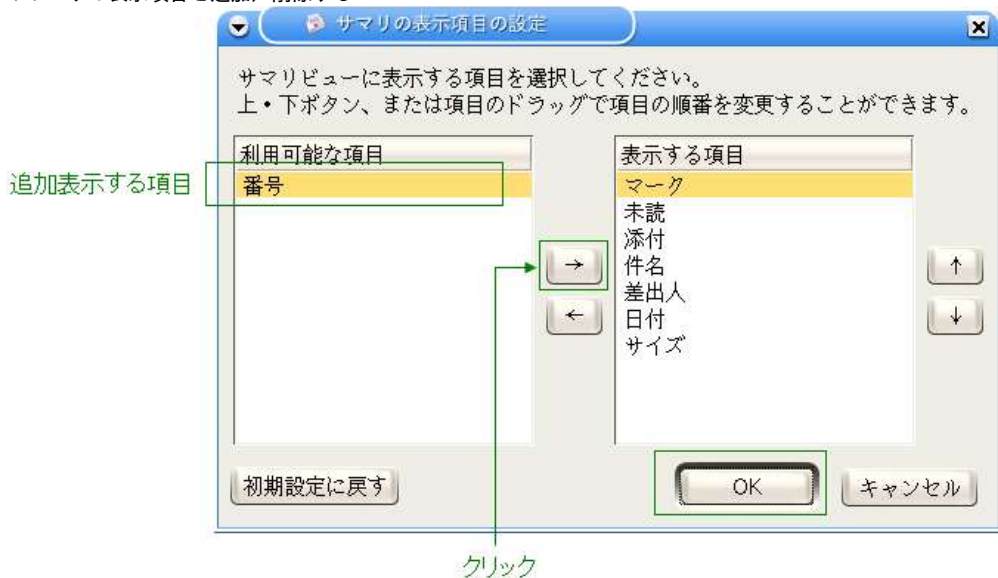 サマリの表示項目の設定
サマリビューに表示する項目を選択してください。
上・下ボタン、または項目のドラッグで項目の順番を変更することができます。
利用可能な項目
表示する項目
追加表示する項目
番号
マーク
未読
添付
件名
差出人
日付
サイズ
→
←
↑
↓
初期設定に戻す
OK
キャンセル
クリック